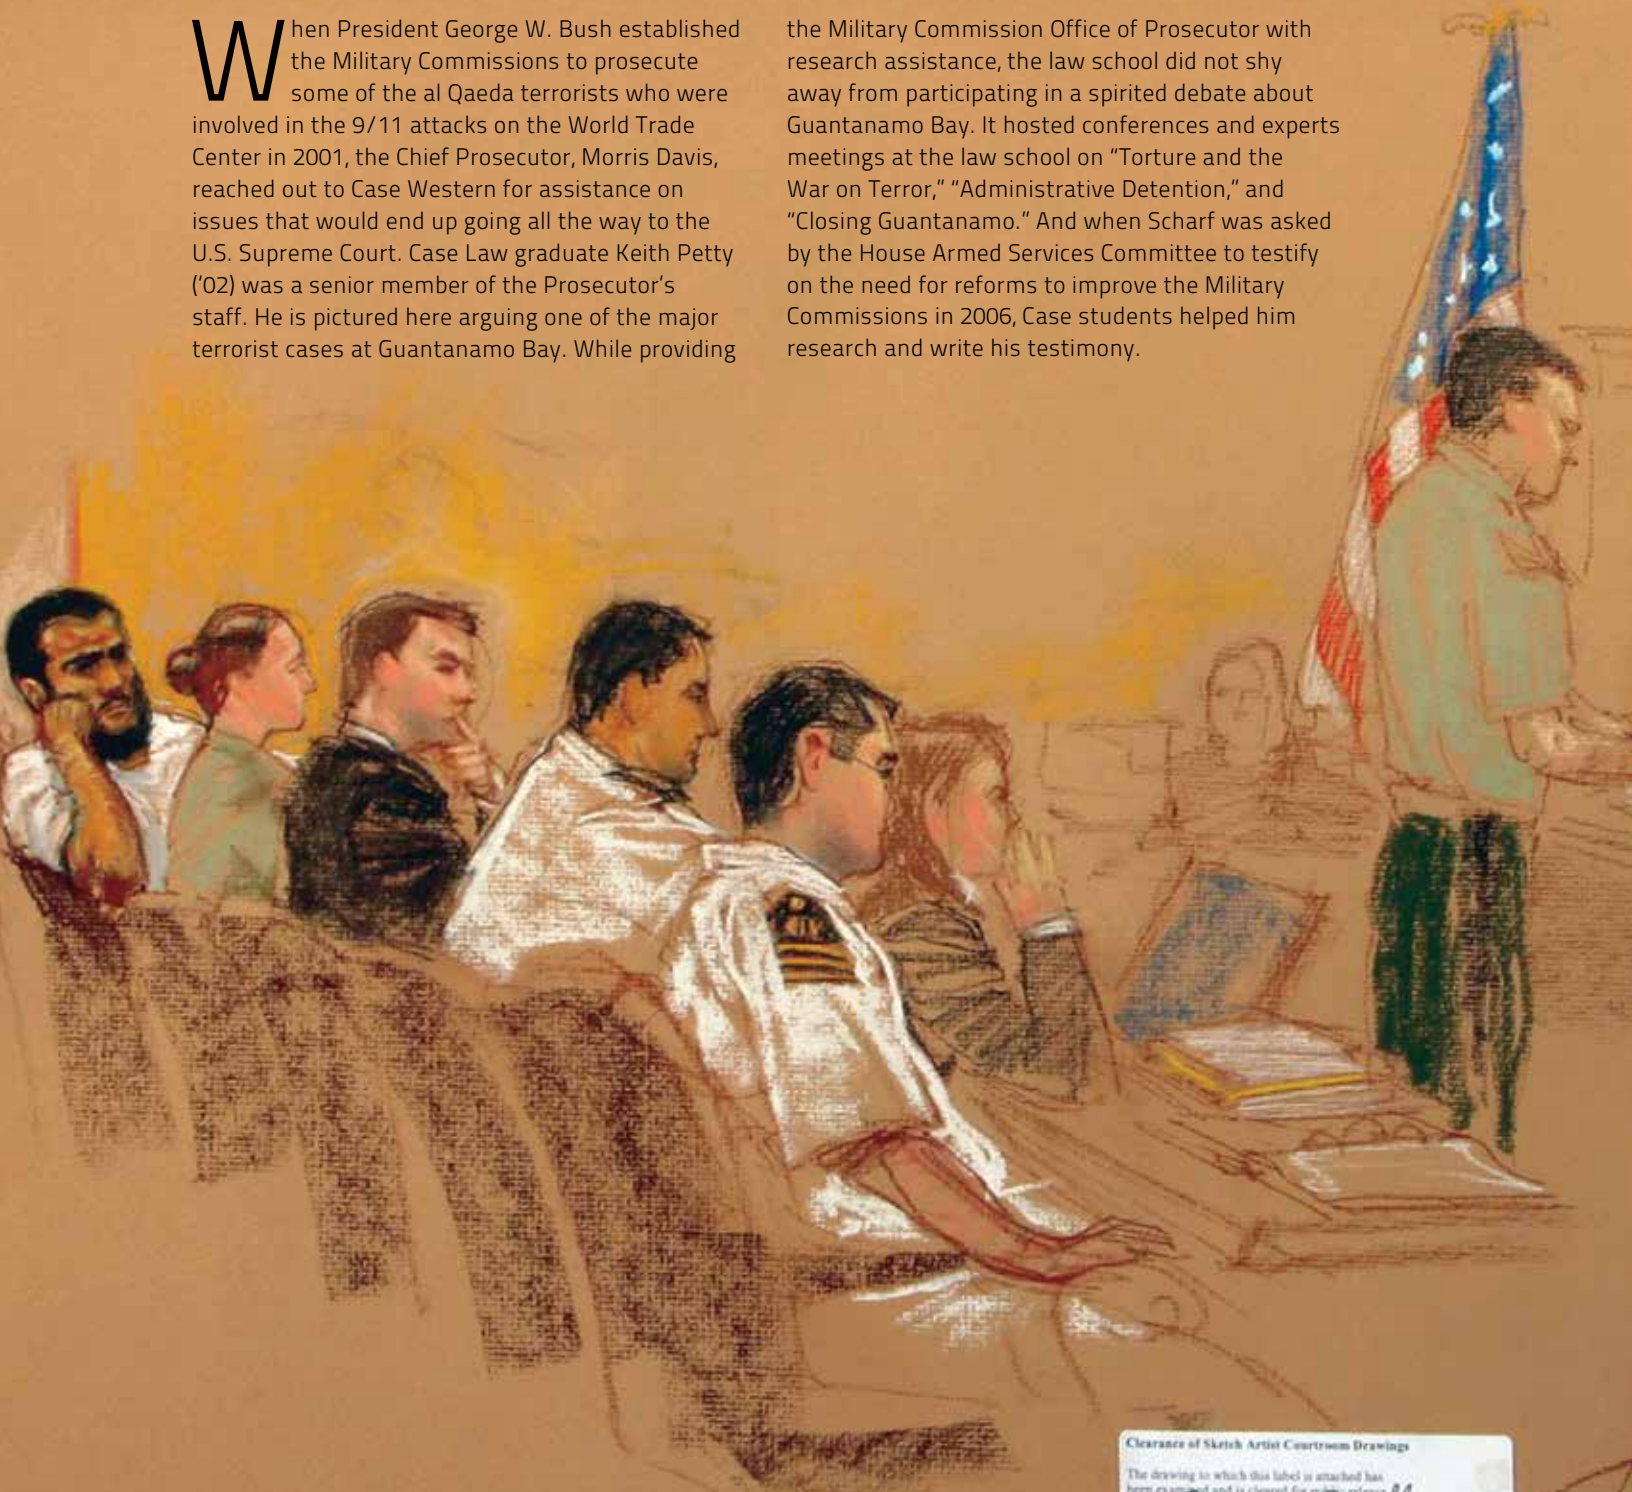 When President George W. Bush established
the Military Commissions to prosecute
some of the al Qaeda terrorists who were
involved in the 9/11 attacks on the World Trade
Center in 2001, the Chief Prosecutor, Morris Davis,
reached out to Case Western for assistance on
issues that would end up going all the way to the
U.S. Supreme Court. Case Law graduate Keith Petty
(’02) was a senior member of the Prosecutor’s
staff. He is pictured here arguing one of the major
terrorist cases at Guantanamo Bay. While providing
the Military Commission Office of Prosecutor with
research assistance, the law school did not shy
away from participating in a spirited debate about
Guantanamo Bay. It hosted conferences and experts
meetings at the law school on “Torture and the
War on Terror,” “Administrative Detention,” and
“Closing Guantanamo.” And when Scharf was asked
by the House Armed Services Committee to testify
on the need for reforms to improve the Military
Commissions in 2006, Case students helped him
research and write his testimony.
Clearance of Sketch Artist Courtroom Drawings
The drawing to which this label is attached has
been examined and is cleared for public release